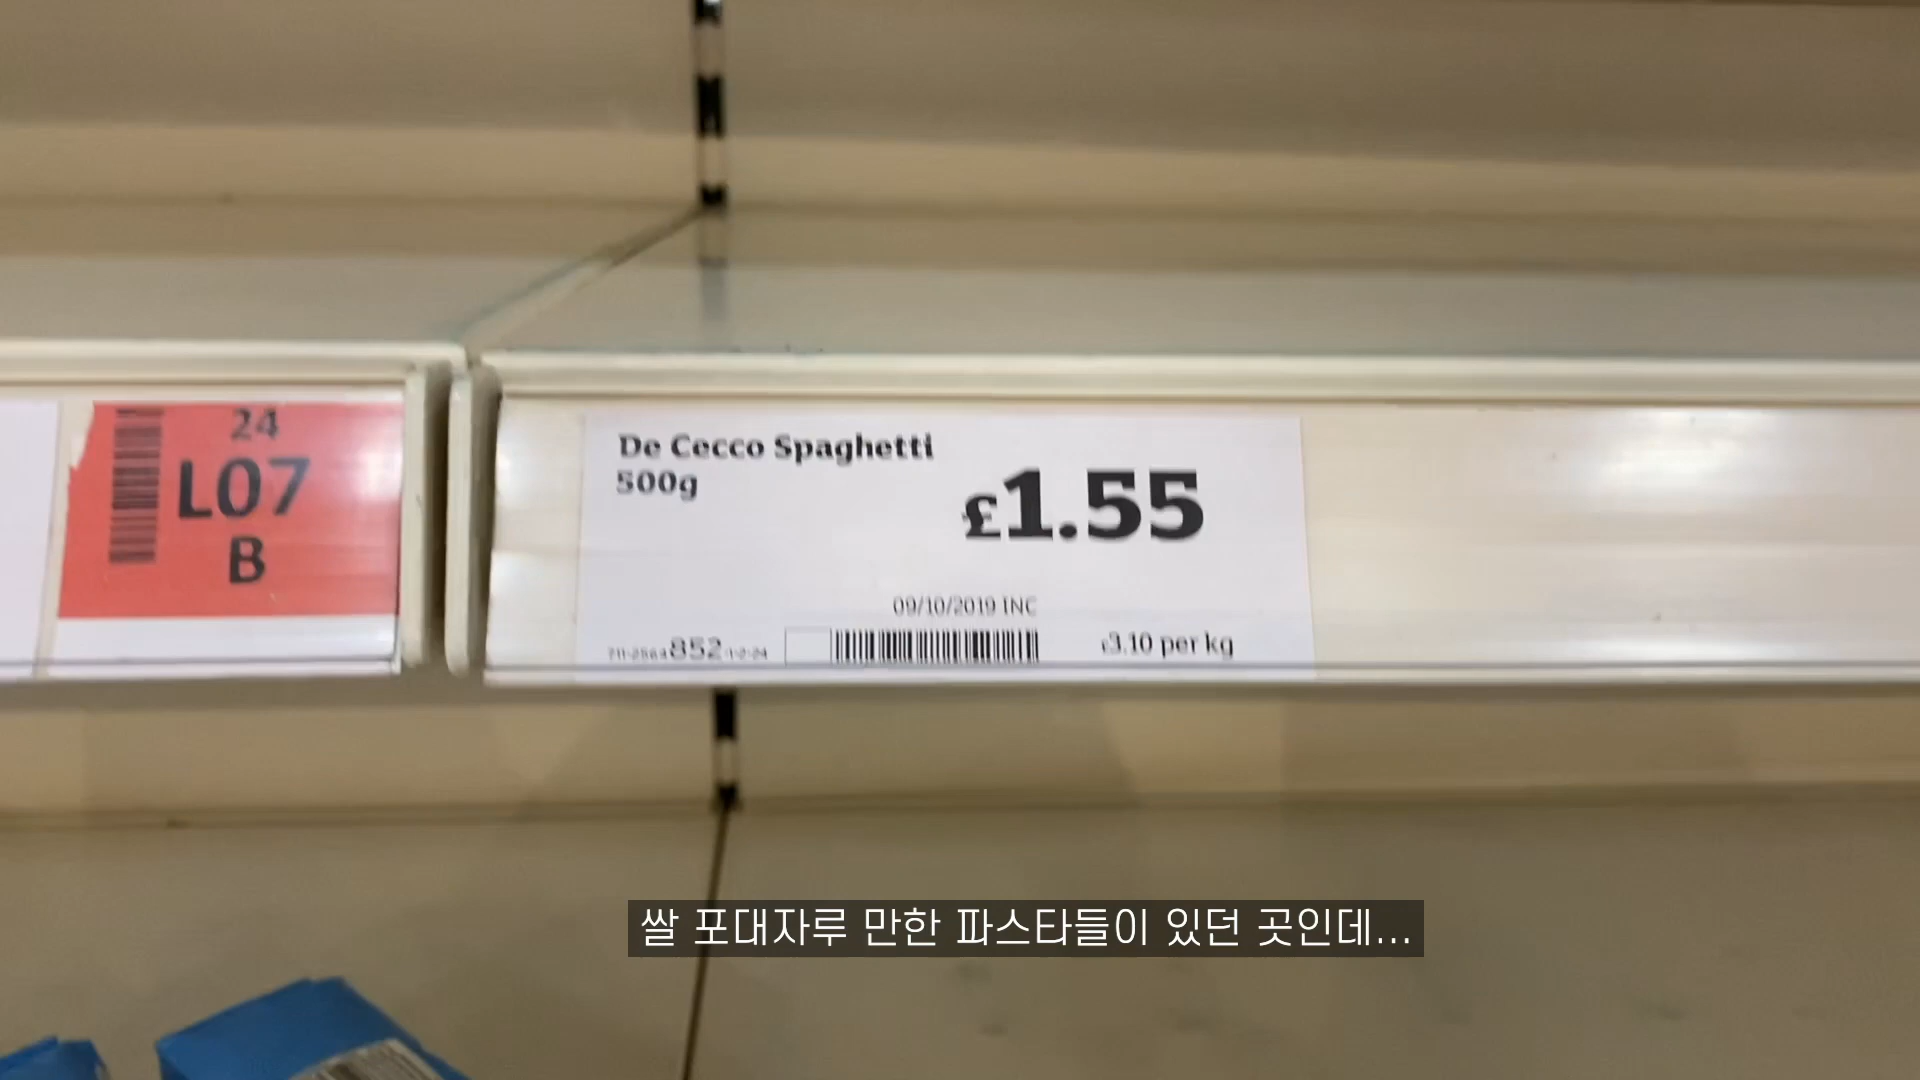 24
L07
B
De Cecco Spaghetti
500g
£1.55
09/10/2019 INC
852
£3.10 per kg
쌀 포대자루 만한 파스타들이 있던 곳인데...